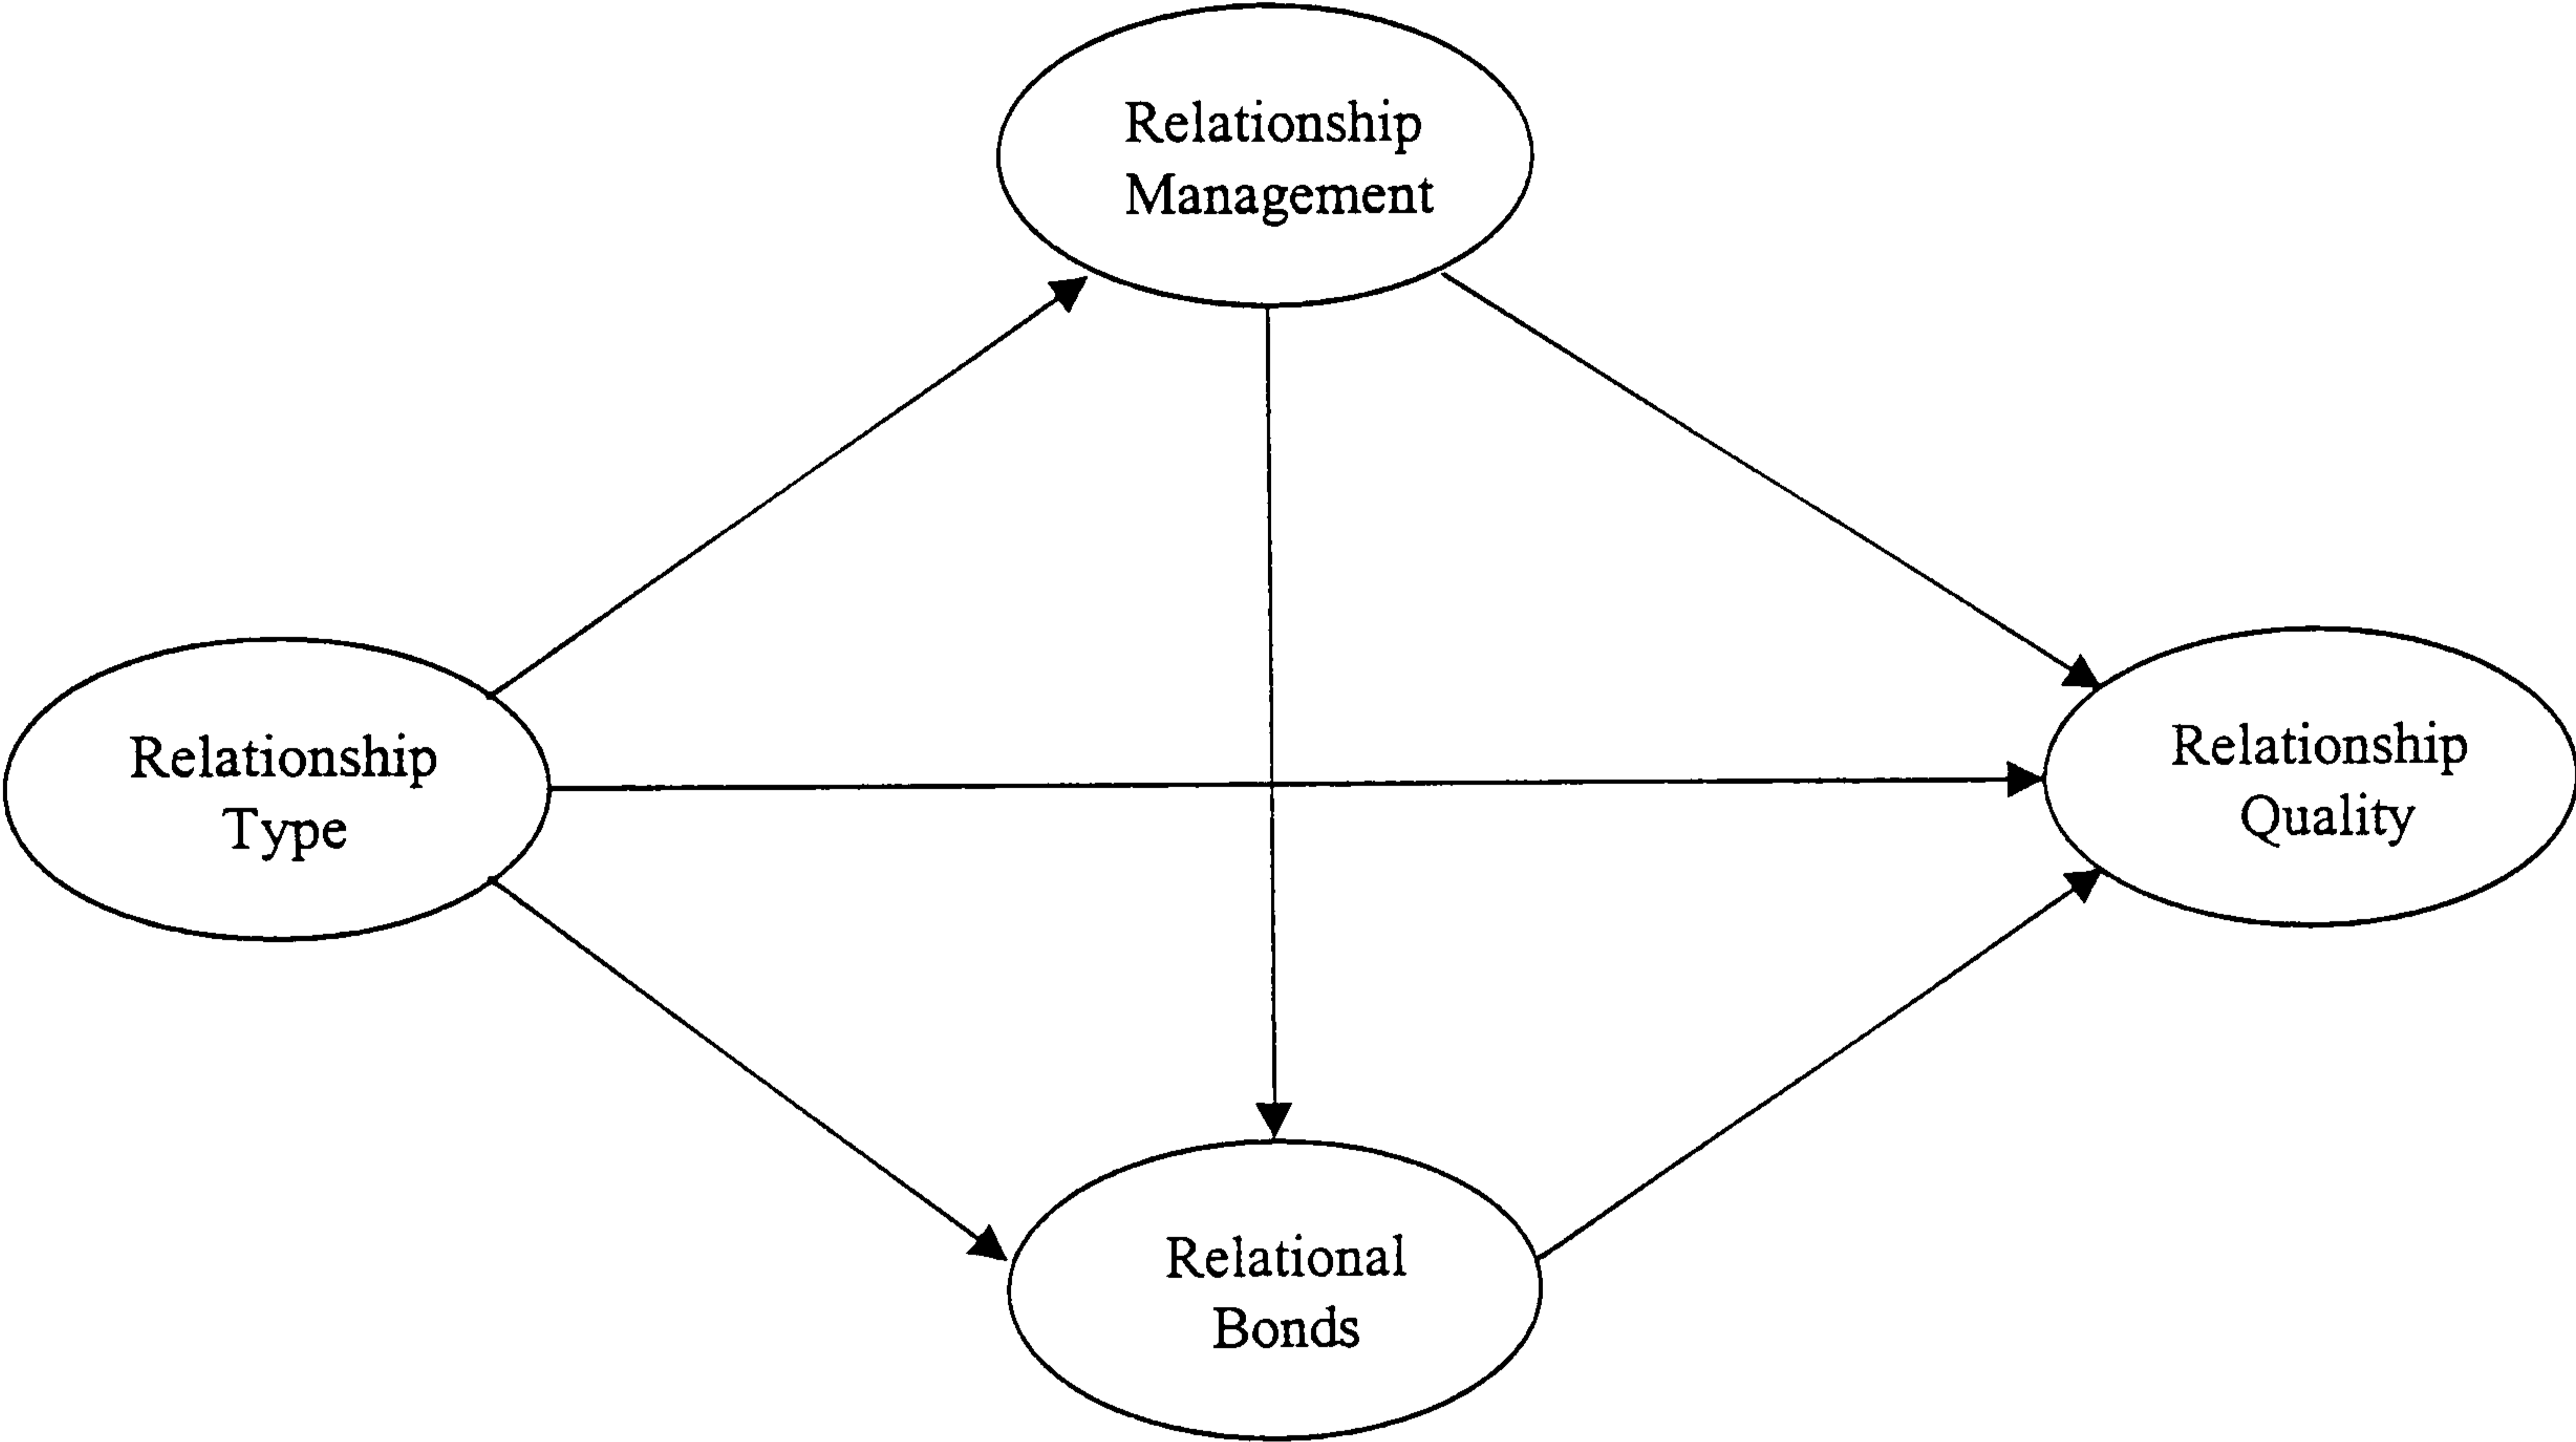 Relationship
Management
Relationship
Type
Relationship
Quality
Relational
Bonds